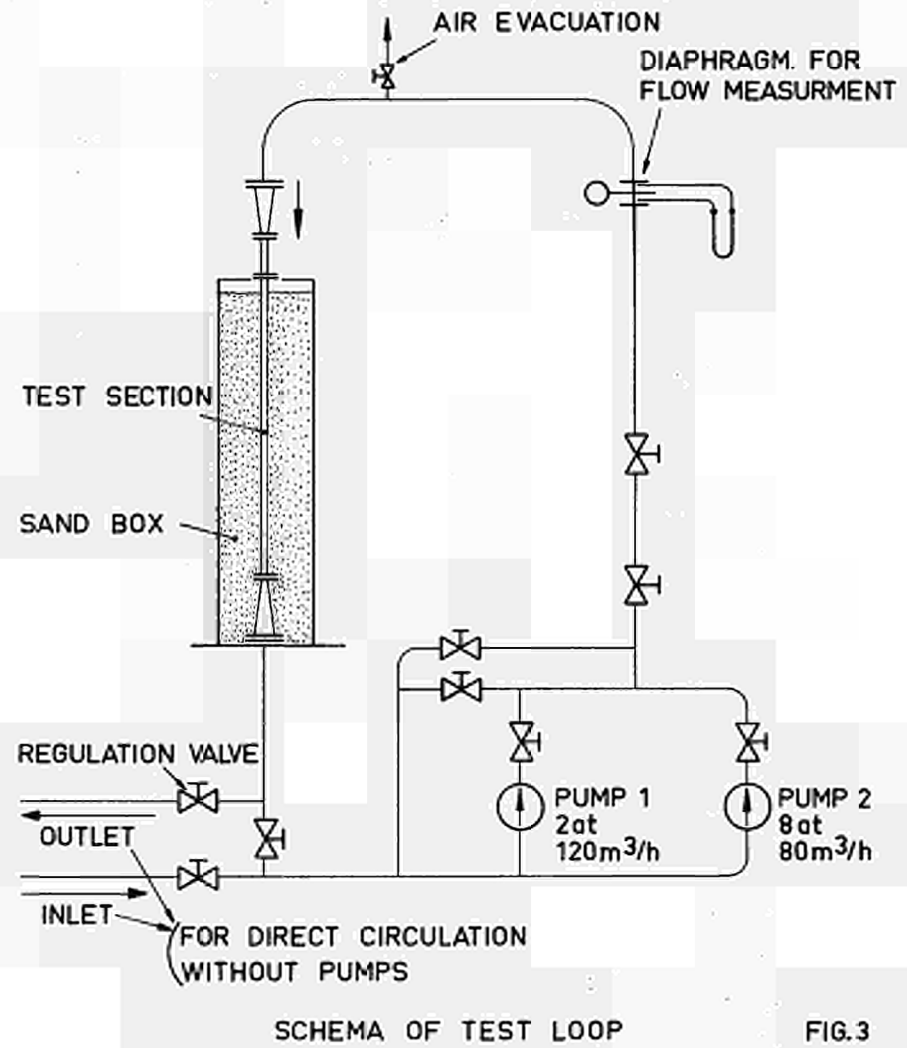 AIR EVACUATION
DIAPHRAGM. FOR
FLOW MEASURMENT
TEST SECTION
SAND BOX
REGULATION VALVE
OUTLET
INLET
PUMP 1
2at
120m³/h
PUMP 2
8at
80m³/h
FOR DIRECT CIRCULATION
WITHOUT PUMPS
SCHEMA OF TEST LOOP
FIG.3